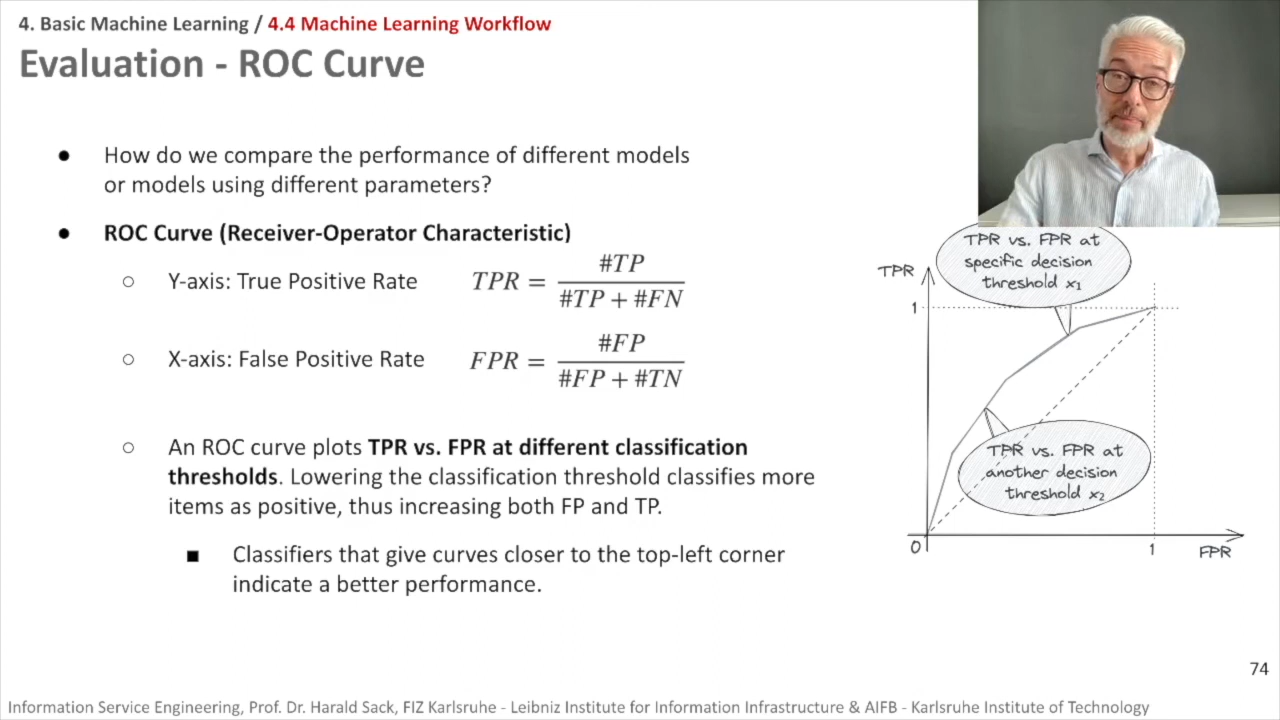 4. Basic Machine Learning / 4.4 Machine Learning Workflow
Evaluation - ROC Curve
● How do we compare the performance of different models
or models using different parameters?
● ROC Curve (Receiver-Operator Characteristic)
○ Y-axis: True Positive Rate TPR = #TP / #TP + #FN
○ X-axis: False Positive Rate FPR = #FP / #FP + #TN
○ An ROC curve plots TPR vs. FPR at different classification
thresholds. Lowering the classification threshold classifies more
items as positive, thus increasing both FP and TP.
■ Classifiers that give curves closer to the top-left corner
indicate a better performance.
TPR
1
TPR vs. FPR at
specific decision
threshold x₁
TPR vs. FPR at
another decision
threshold x₂
0
1
FPR
74
Information Service Engineering, Prof. Dr. Harald Sack, FIZ Karlsruhe - Leibniz Institute for Information Infrastructure & AIFB - Karlsruhe Institute of Technology